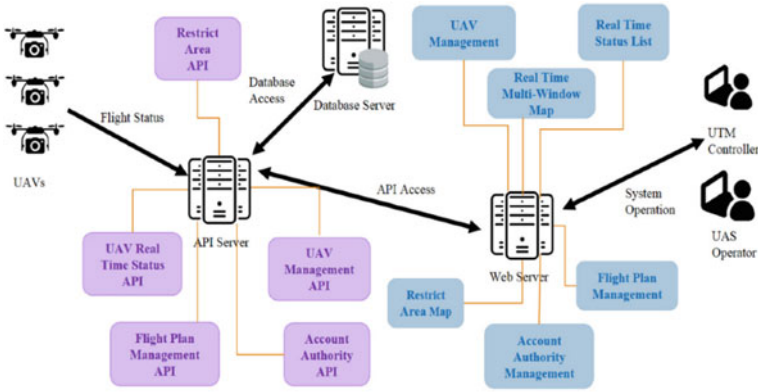 Restrict
Area
API
UAV
Management
Real Time
Status List
Database
Access
Database Server
Real Time
Multi-Window
Map
Flight Status
UTM
Controller
UAVs
API Access
System
Operation
API Server
UAV Real
Time Status
API
UAV
Management
API
Web Server
UAS
Operator
Restrict
Area Map
Flight Plan
Management
Flight Plan
Management
API
Account
Authority
API
Account
Authority
Management